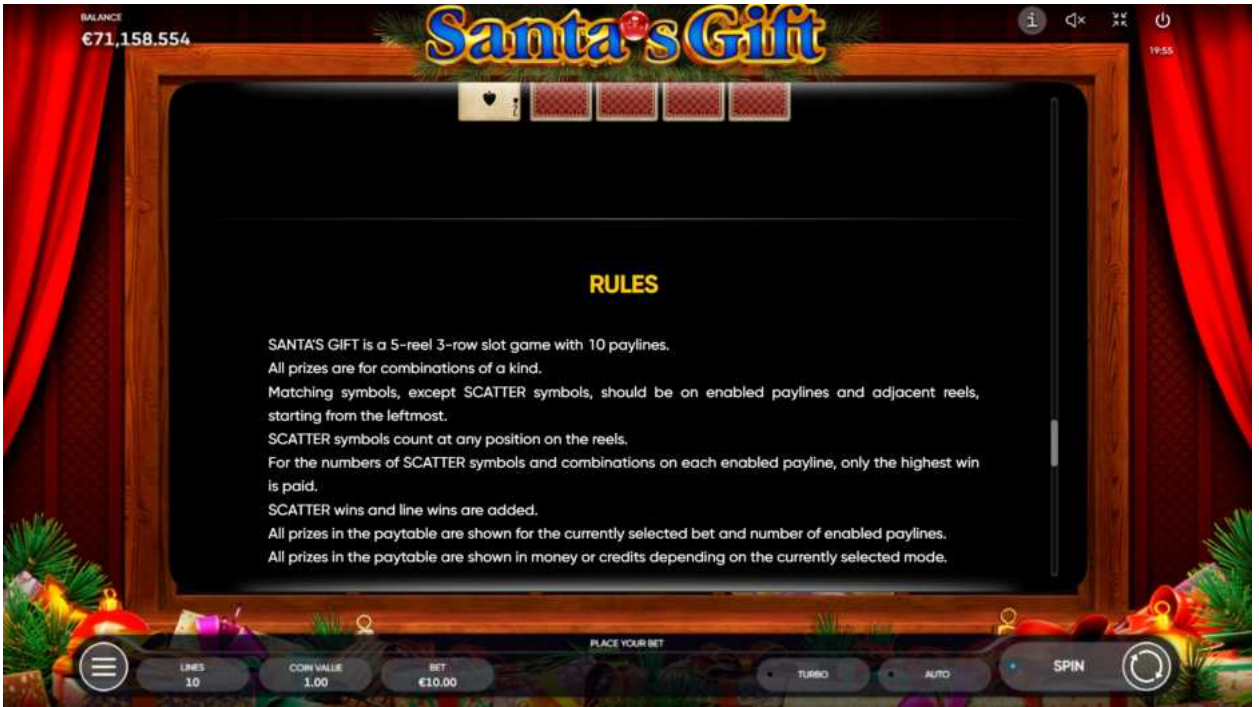 BALANCE
€71,158.554
Santa's Gift
i
19:55
2
RULES
SANTA'S GIFT is a 5-reel 3-row slot game with 10 paylines.
All prizes are for combinations of a kind.
Matching symbols, except SCATTER symbols, should be on enabled paylines and adjacent reels,
starting from the leftmost.
SCATTER symbols count at any position on the reels.
For the numbers of SCATTER symbols and combinations on each enabled payline, only the highest win
is paid.
SCATTER wins and line wins are added.
All prizes in the paytable are shown for the currently selected bet and number of enabled paylines.
All prizes in the paytable are shown in money or credits depending on the currently selected mode.
PLACE YOUR BET
LINES
10
COIN VALUE
1.00
BET
€10.00
TURBO
AUTO
SPIN